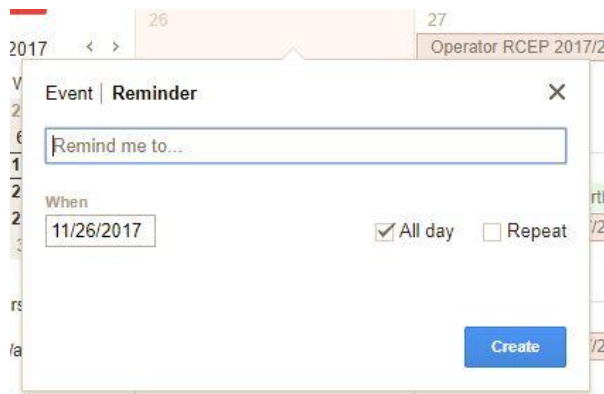 26
27
2017 < >
Operator RCEP 2017/2
Event | Reminder
Remind me to...
When
11/26/2017
All day
Repeat
Create